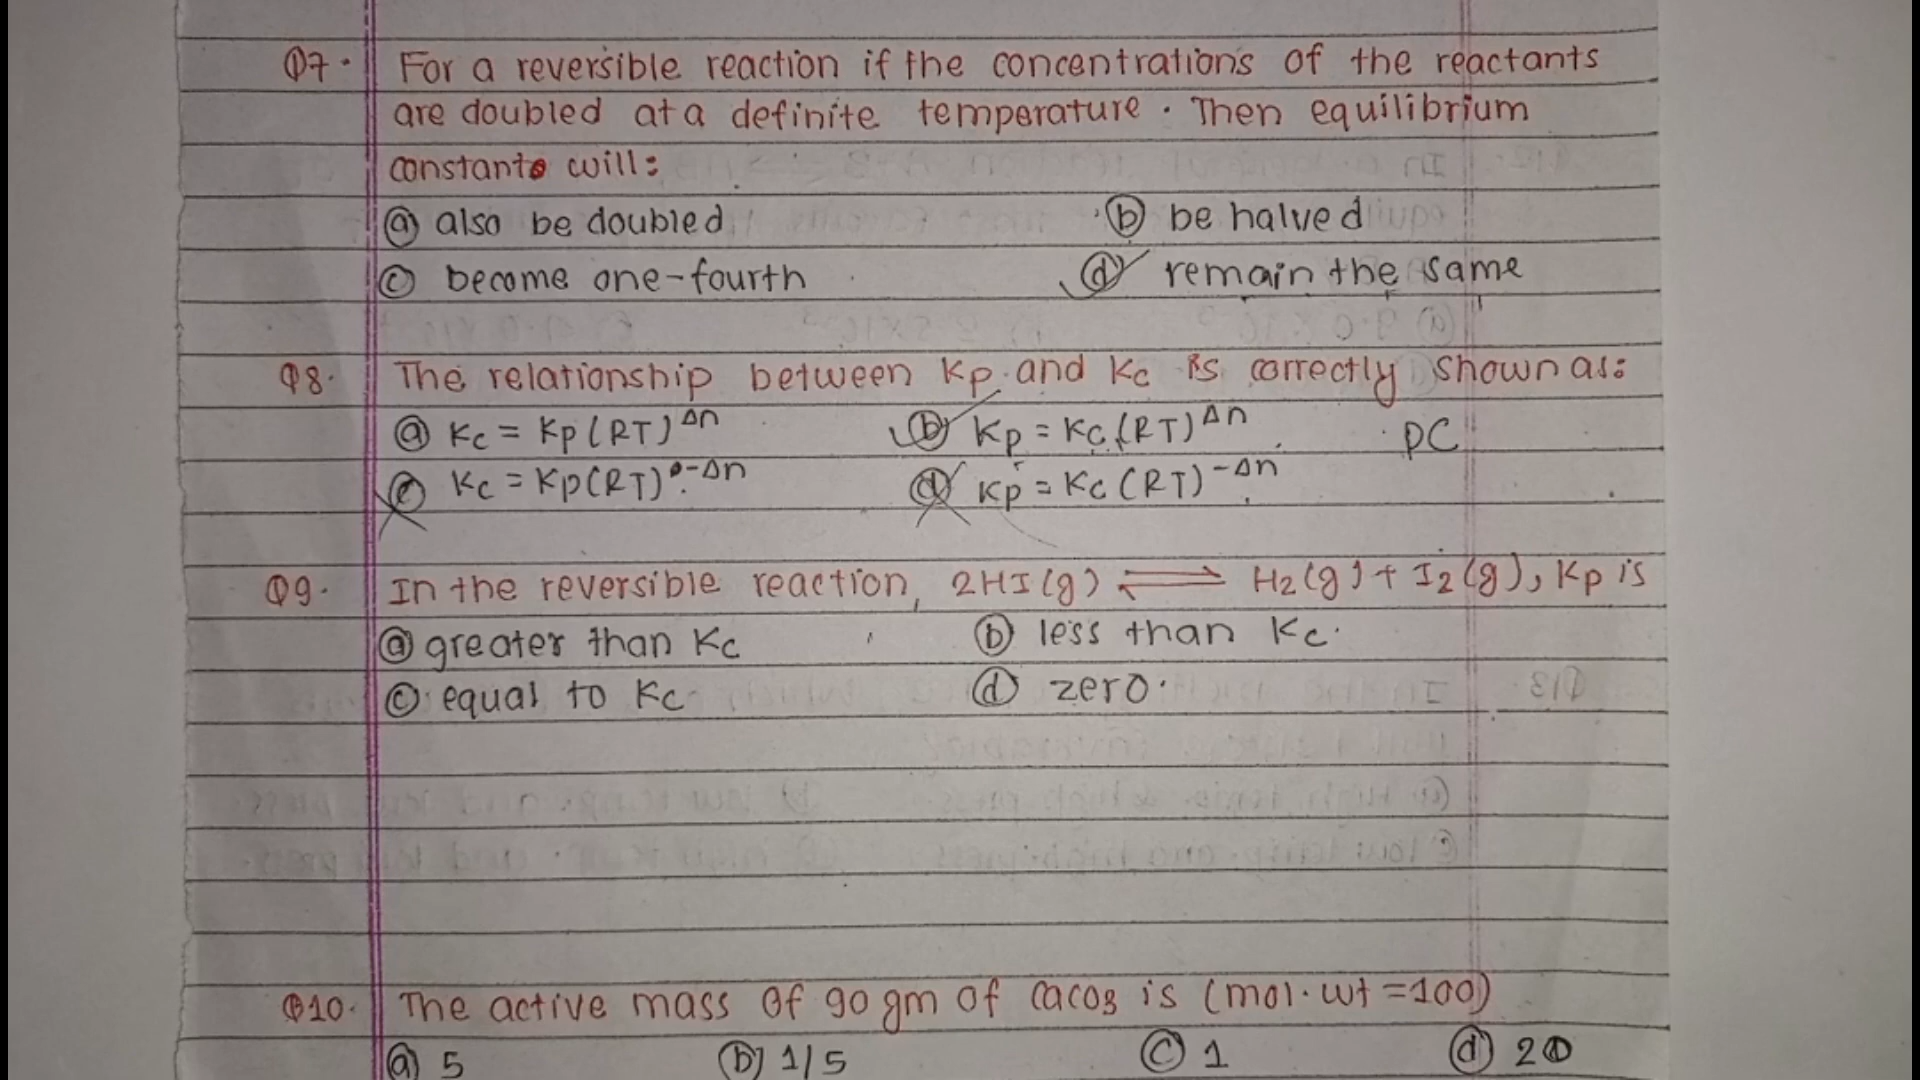 Q7. For a reversible reaction if the concentrations of the reactants
are doubled at a definite temperature. Then equilibrium
constant will:
(a) also be doubled (b) be halved
(c) become one-fourth (d) remain the same
Q8. The relationship between Kp and Kc is correctly shown as:
(a) Kc = Kp(RT)^Δn (b) Kp = Kc(RT)^Δn PC
(c) Kc = Kp(RT)^-Δn (d) Kp = Kc(RT)^-Δn
Q9. In the reversible reaction, 2HI(g) ⇌ H2(g) + I2(g), Kp is
(a) greater than Kc (b) less than Kc.
(c) equal to Kc (d) zero.
Q10. The active mass of 90 gm of CaCO3 is (mol. wt = 100)
(a) 5 (b) 1/5 (c) 1 (d) 20